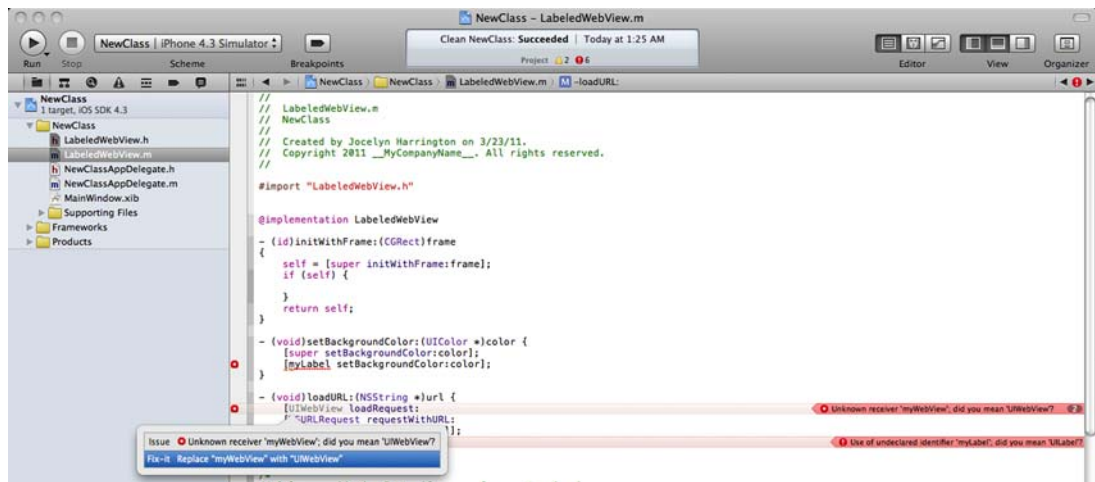 NewClass – LabeledWebView.m
NewClass | iPhone 4.3 Simulator
Clean NewClass: Succeeded | Today at 1:25 AM
Project 2 6
Run Stop Scheme Breakpoints Editor View Organizer
NewClass NewClass LabeledWebView.m M -loadURL:
NewClass
1 target, iOS SDK 4.3
NewClass
h LabeledWebView.h
m LabeledWebView.m
h NewClassAppDelegate.h
m NewClassAppDelegate.m
MainWindow.xib
Supporting Files
Frameworks
Products
//
// LabeledWebView.m
// NewClass
//
// Created by Jocelyn Harrington on 3/23/11.
// Copyright 2011 __MyCompanyName__. All rights reserved.
//
#import "LabeledWebView.h"
@implementation LabeledWebView
- (id)initWithFrame:(CGRect)frame
{
self = [super initWithFrame:frame];
if (self) {
}
return self;
}
- (void)setBackgroundColor:(UIColor *)color {
[super setBackgroundColor:color];
[myLabel setBackgroundColor:color];
}
- (void)loadURL:(NSString *)url {
[UIWebView loadRequest:
Unknown receiver 'myWebView'; did you mean 'UIWebView'? 2
URLRequest requestWithURL:
];
Use of undeclared identifier 'myLabel'; did you mean 'UILabel'?
Issue Unknown receiver 'myWebView'; did you mean 'UIWebView'?
Fix-it Replace "myWebView" with "UIWebView"